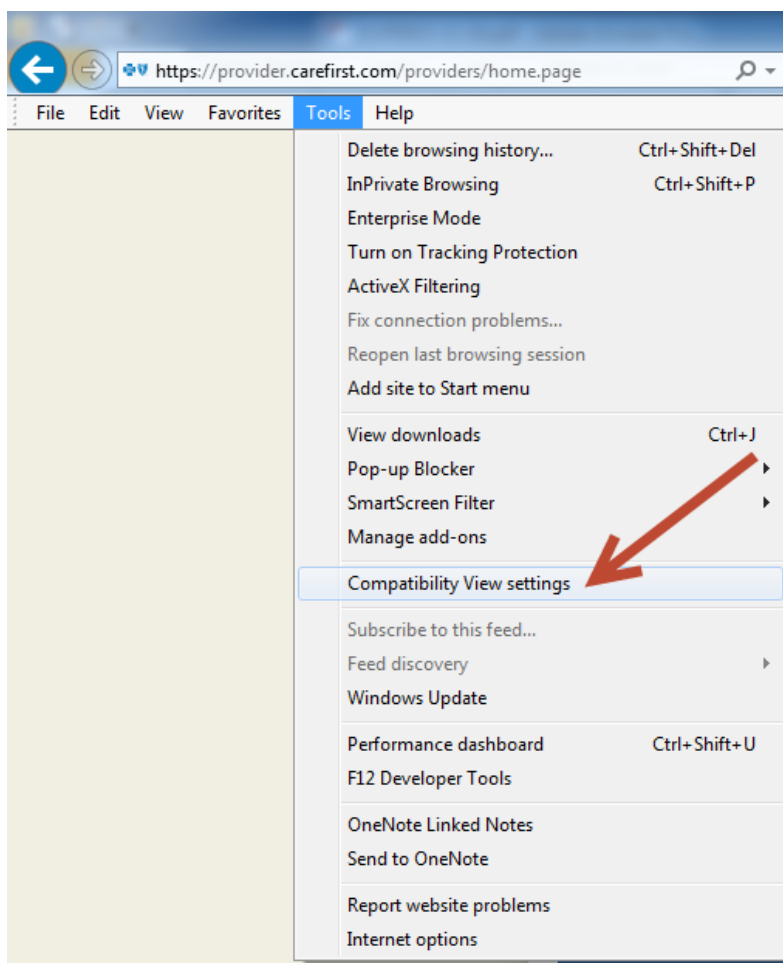 https://provider.carefirst.com/providers/home.page
File Edit View Favorites Tools Help
Delete browsing history... Ctrl+Shift+Del
InPrivate Browsing Ctrl+Shift+P
Enterprise Mode
Turn on Tracking Protection
ActiveX Filtering
Fix connection problems...
Reopen last browsing session
Add site to Start menu
View downloads Ctrl+J
Pop-up Blocker
SmartScreen Filter
Manage add-ons
Compatibility View settings
Subscribe to this feed...
Feed discovery
Windows Update
Performance dashboard Ctrl+Shift+U
F12 Developer Tools
OneNote Linked Notes
Send to OneNote
Report website problems
Internet options